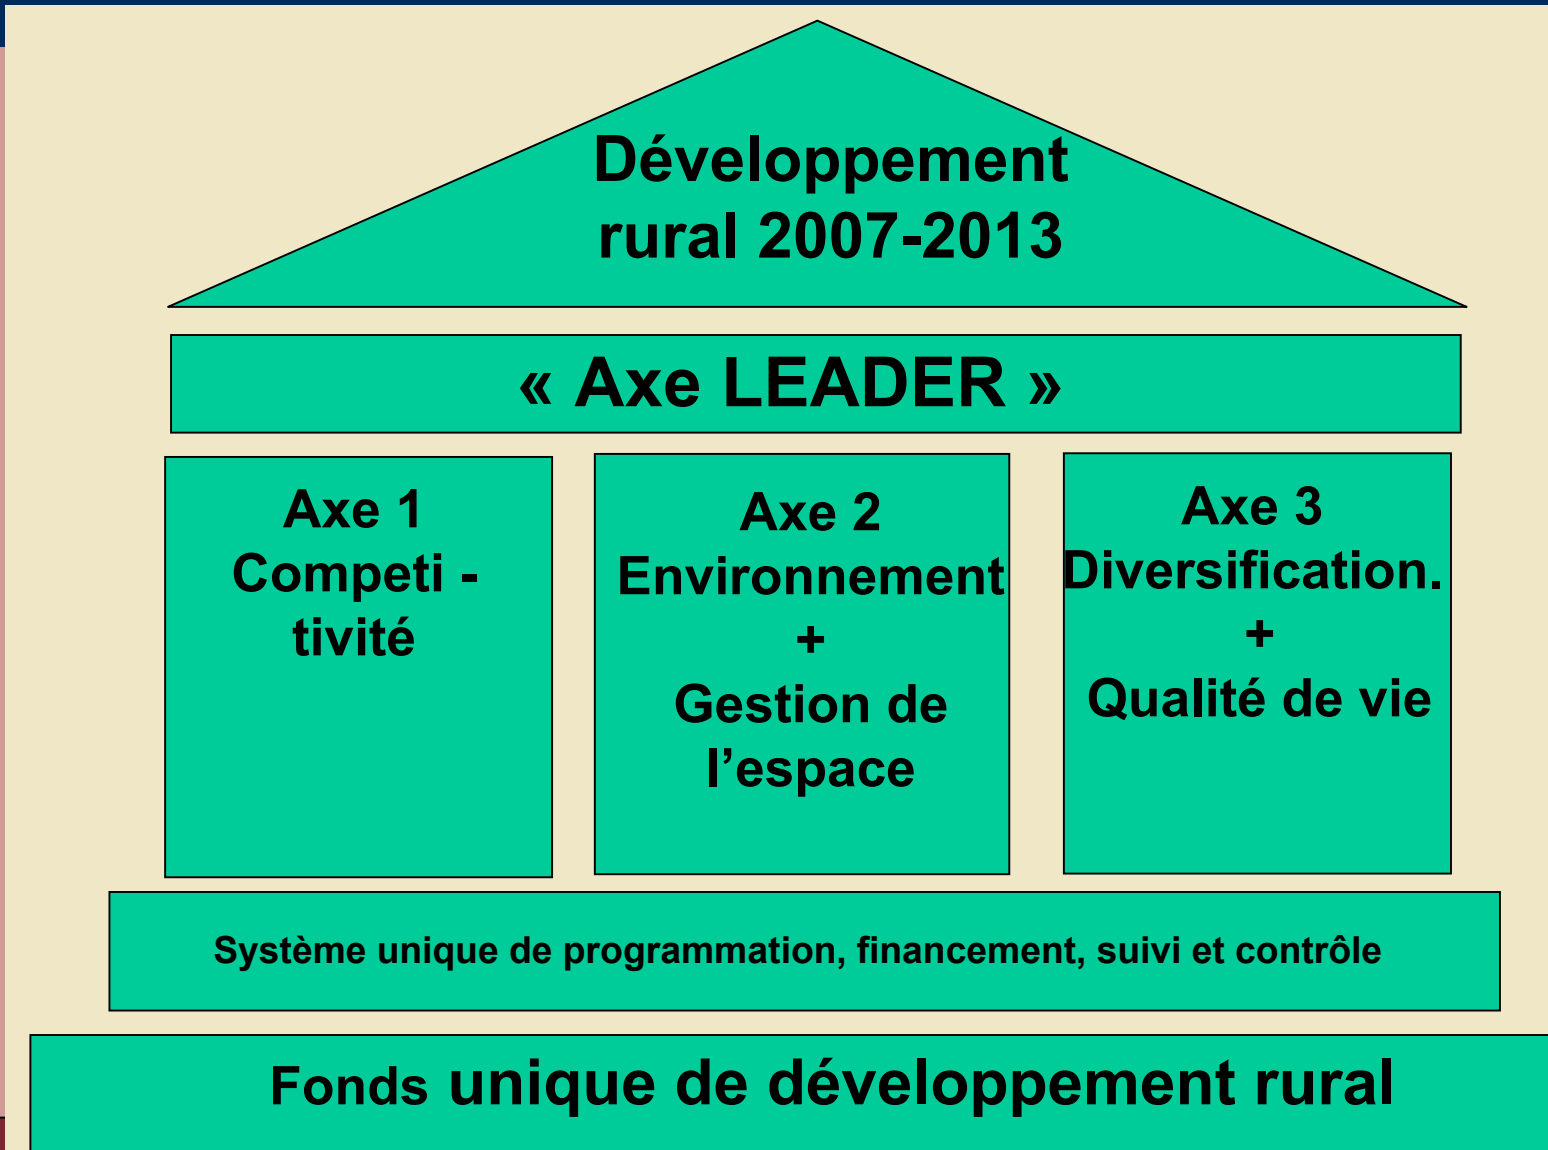 Développement
rural 2007-2013
« Axe LEADER »
Axe 1
Competi -
tivité
Axe 2
Environnement
+
Gestion de
l’espace
Axe 3
Diversification.
+
Qualité de vie
Système unique de programmation, financement, suivi et contrôle
Fonds unique de développement rural